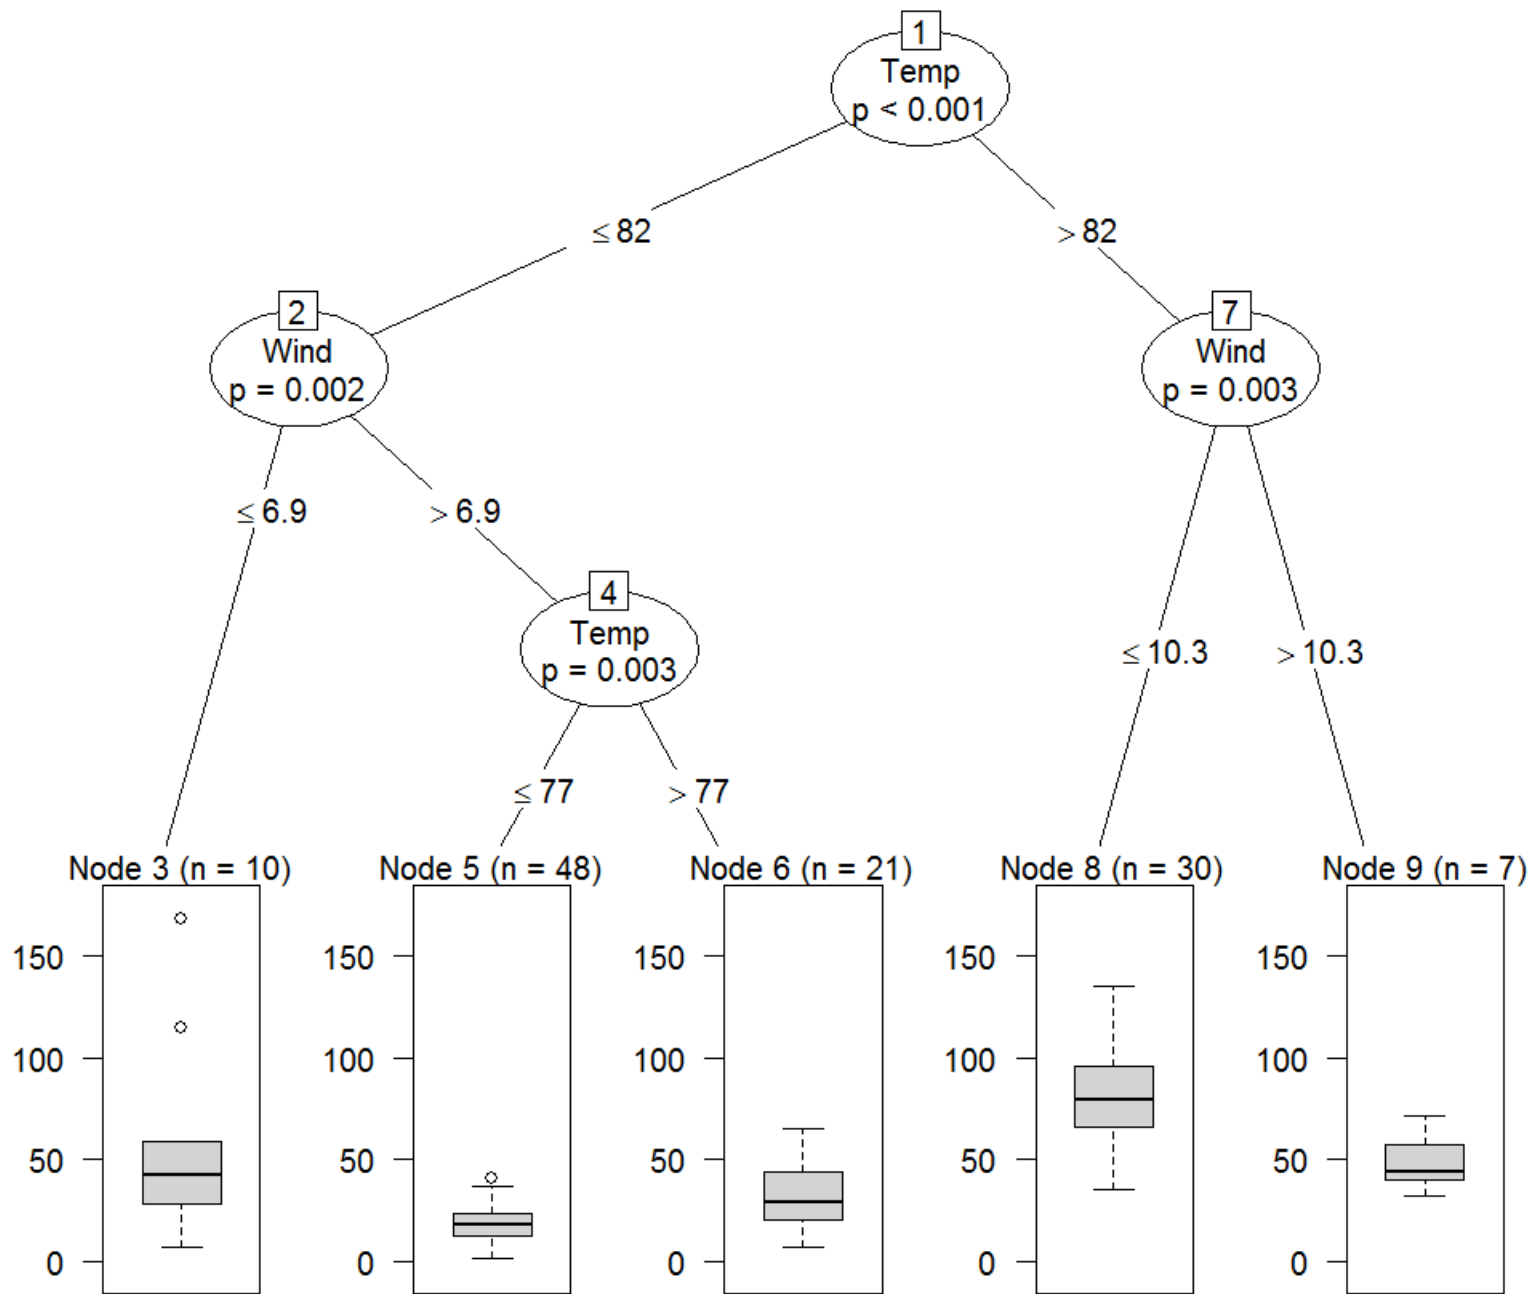 1
Temp
p < 0.001
≤ 82
> 82
2
Wind
p = 0.002
7
Wind
p = 0.003
≤ 6.9
> 6.9
4
Temp
p = 0.003
≤ 10.3
> 10.3
≤ 77
> 77
Node 3 (n = 10)
150
100
50
0
Node 5 (n = 48)
150
100
50
0
Node 6 (n = 21)
150
100
50
0
Node 8 (n = 30)
150
100
50
0
Node 9 (n = 7)
150
100
50
0